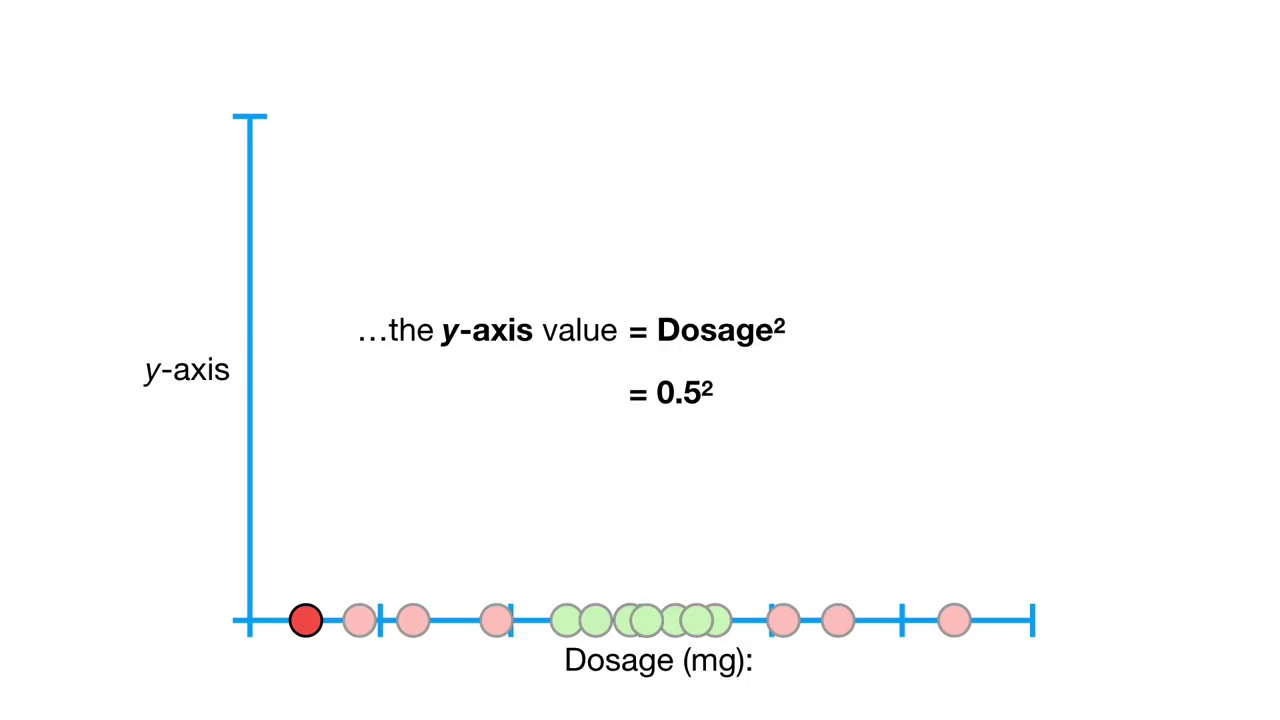 …the y-axis value = Dosage²
y-axis
= 0.5²
Dosage (mg):